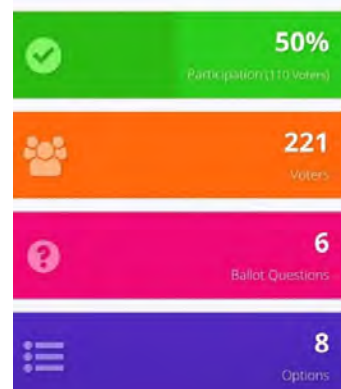 50%
Participation (110 Voters)
221
Voters
6
Ballot Questions
8
Options